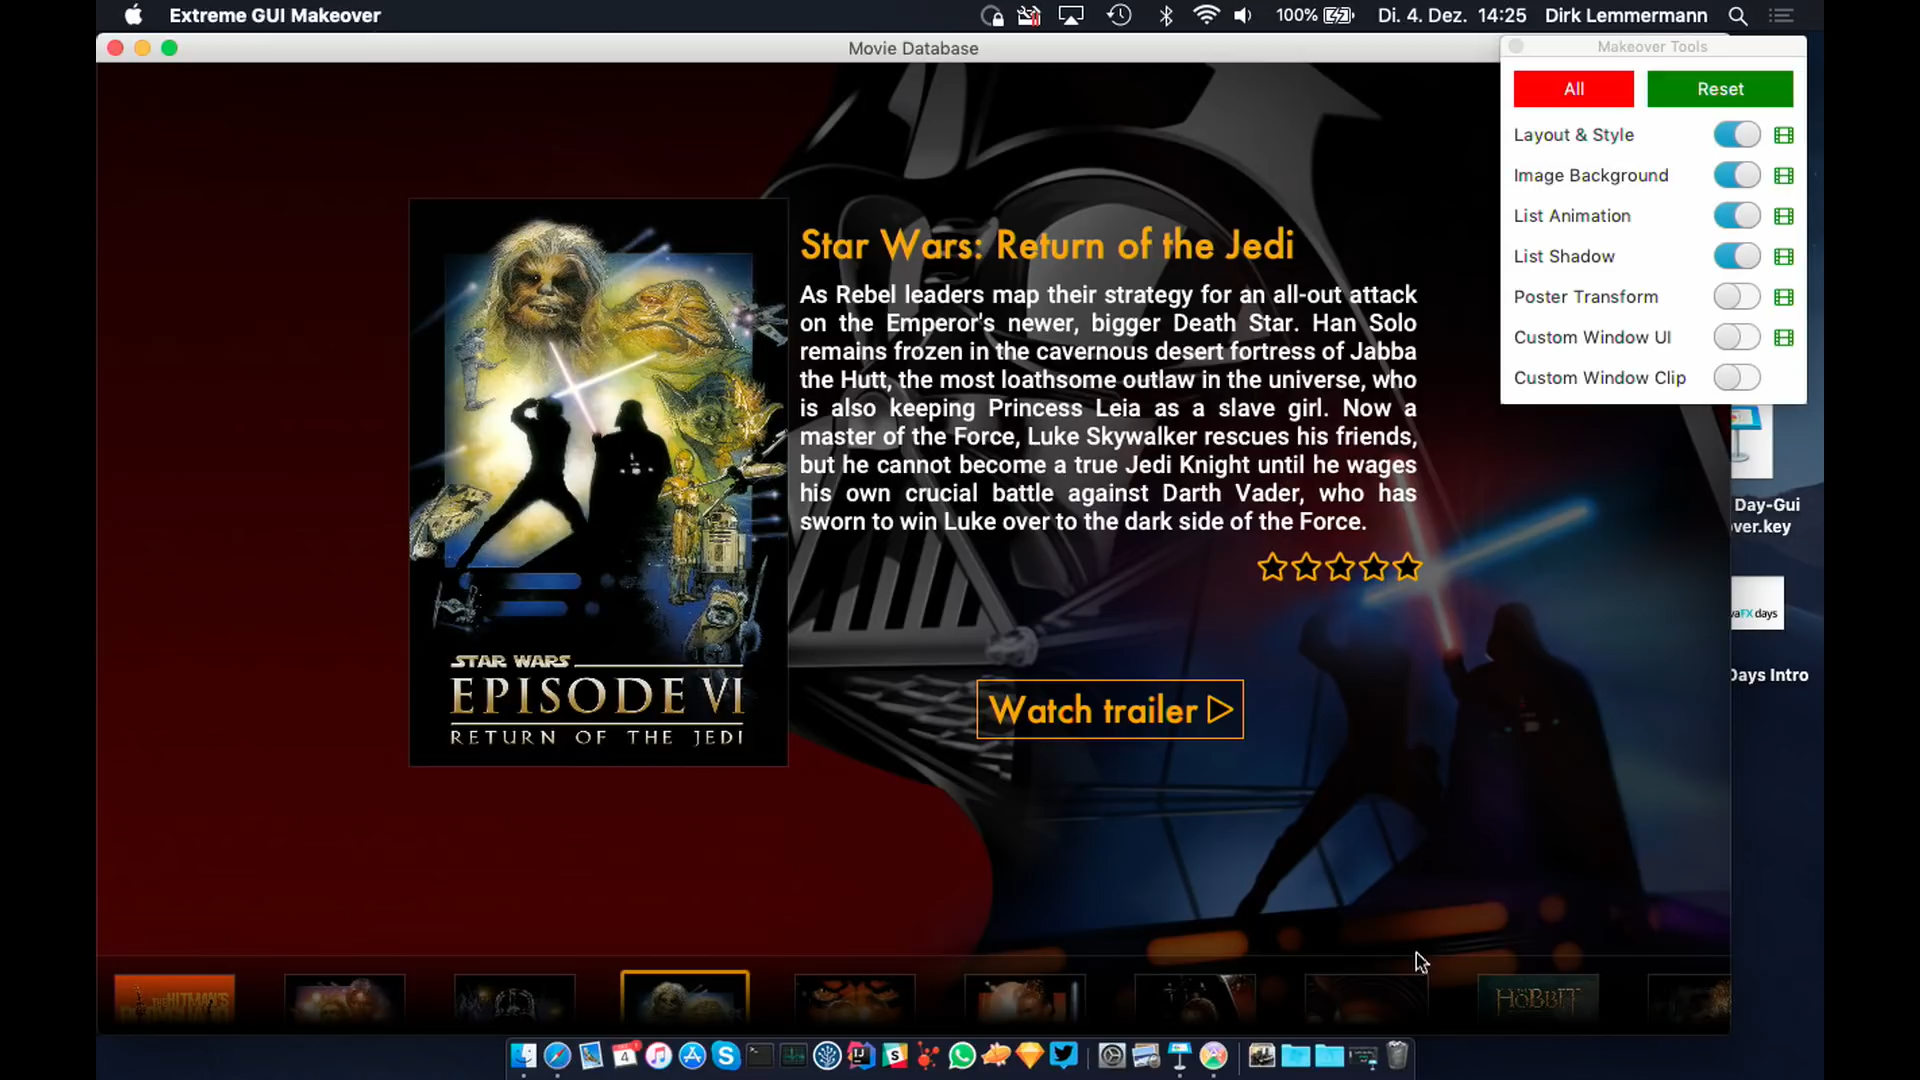 Extreme GUI Makeover
100%
Di. 4. Dez. 14:25
Dirk Lemmermann
Movie Database
Makeover Tools
All
Reset
Layout & Style
Image Background
List Animation
List Shadow
Poster Transform
Custom Window UI
Custom Window Clip
Star Wars: Return of the Jedi
As Rebel leaders map their strategy for an all-out attack
on the Emperor's newer, bigger Death Star. Han Solo
remains frozen in the cavernous desert fortress of Jabba
the Hutt, the most loathsome outlaw in the universe, who
is also keeping Princess Leia as a slave girl. Now a
master of the Force, Luke Skywalker rescues his friends,
but he cannot become a true Jedi Knight until he wages
his own crucial battle against Darth Vader, who has
sworn to win Luke over to the dark side of the Force.
Watch trailer
STAR WARS
EPISODE VI
RETURN OF THE JEDI
Day-Gui
ver.key
vaFX days
Days Intro
THE HITMAN'S
HOBBIT
4